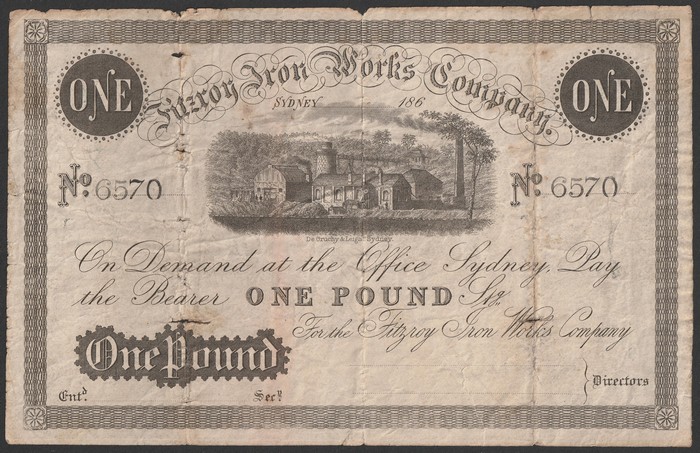 Fitzroy Iron Works Company.
ONE
ONE
SYDNEY 186
No. 6570
No. 6570
De Gruchy & Leigh Sydney.
On Demand at the Office Sydney, Pay
the Bearer ONE POUND Stg
For the Fitzroy Iron Works Company
One Pound
Directors
Entd.
Secy.